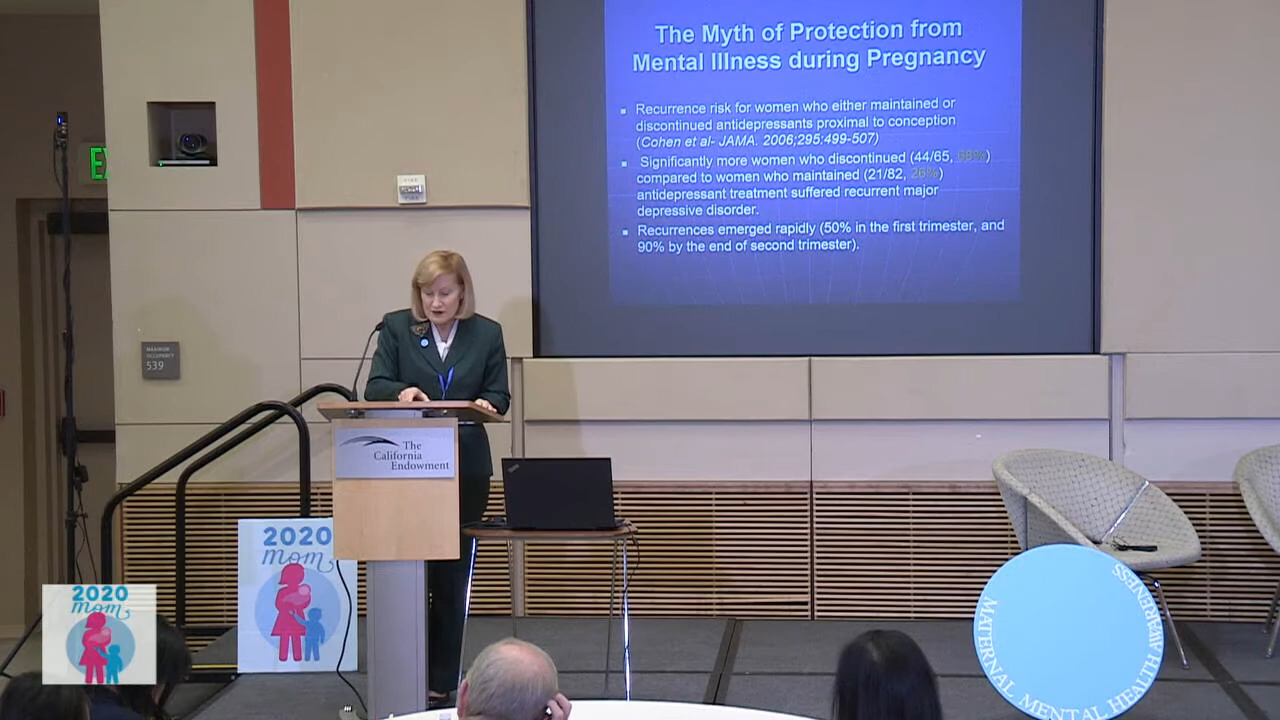 The Myth of Protection from
Mental Illness during Pregnancy
Recurrence risk for women who either maintained or
discontinued antidepressants proximal to conception
(Cohen et al- JAMA. 2006;295:499-507)
Significantly more women who discontinued (44/65, 68%)
compared to women who maintained (21/82, 26%)
antidepressant treatment suffered recurrent major
depressive disorder.
Recurrences emerged rapidly (50% in the first trimester, and
90% by the end of second trimester).
EX
FIRE
MAXIMUM
OCCUPANCY
539
The
California
Endowment
2020
mom
2020
mom
MATERNAL MENTAL HEALTH AWARENESS